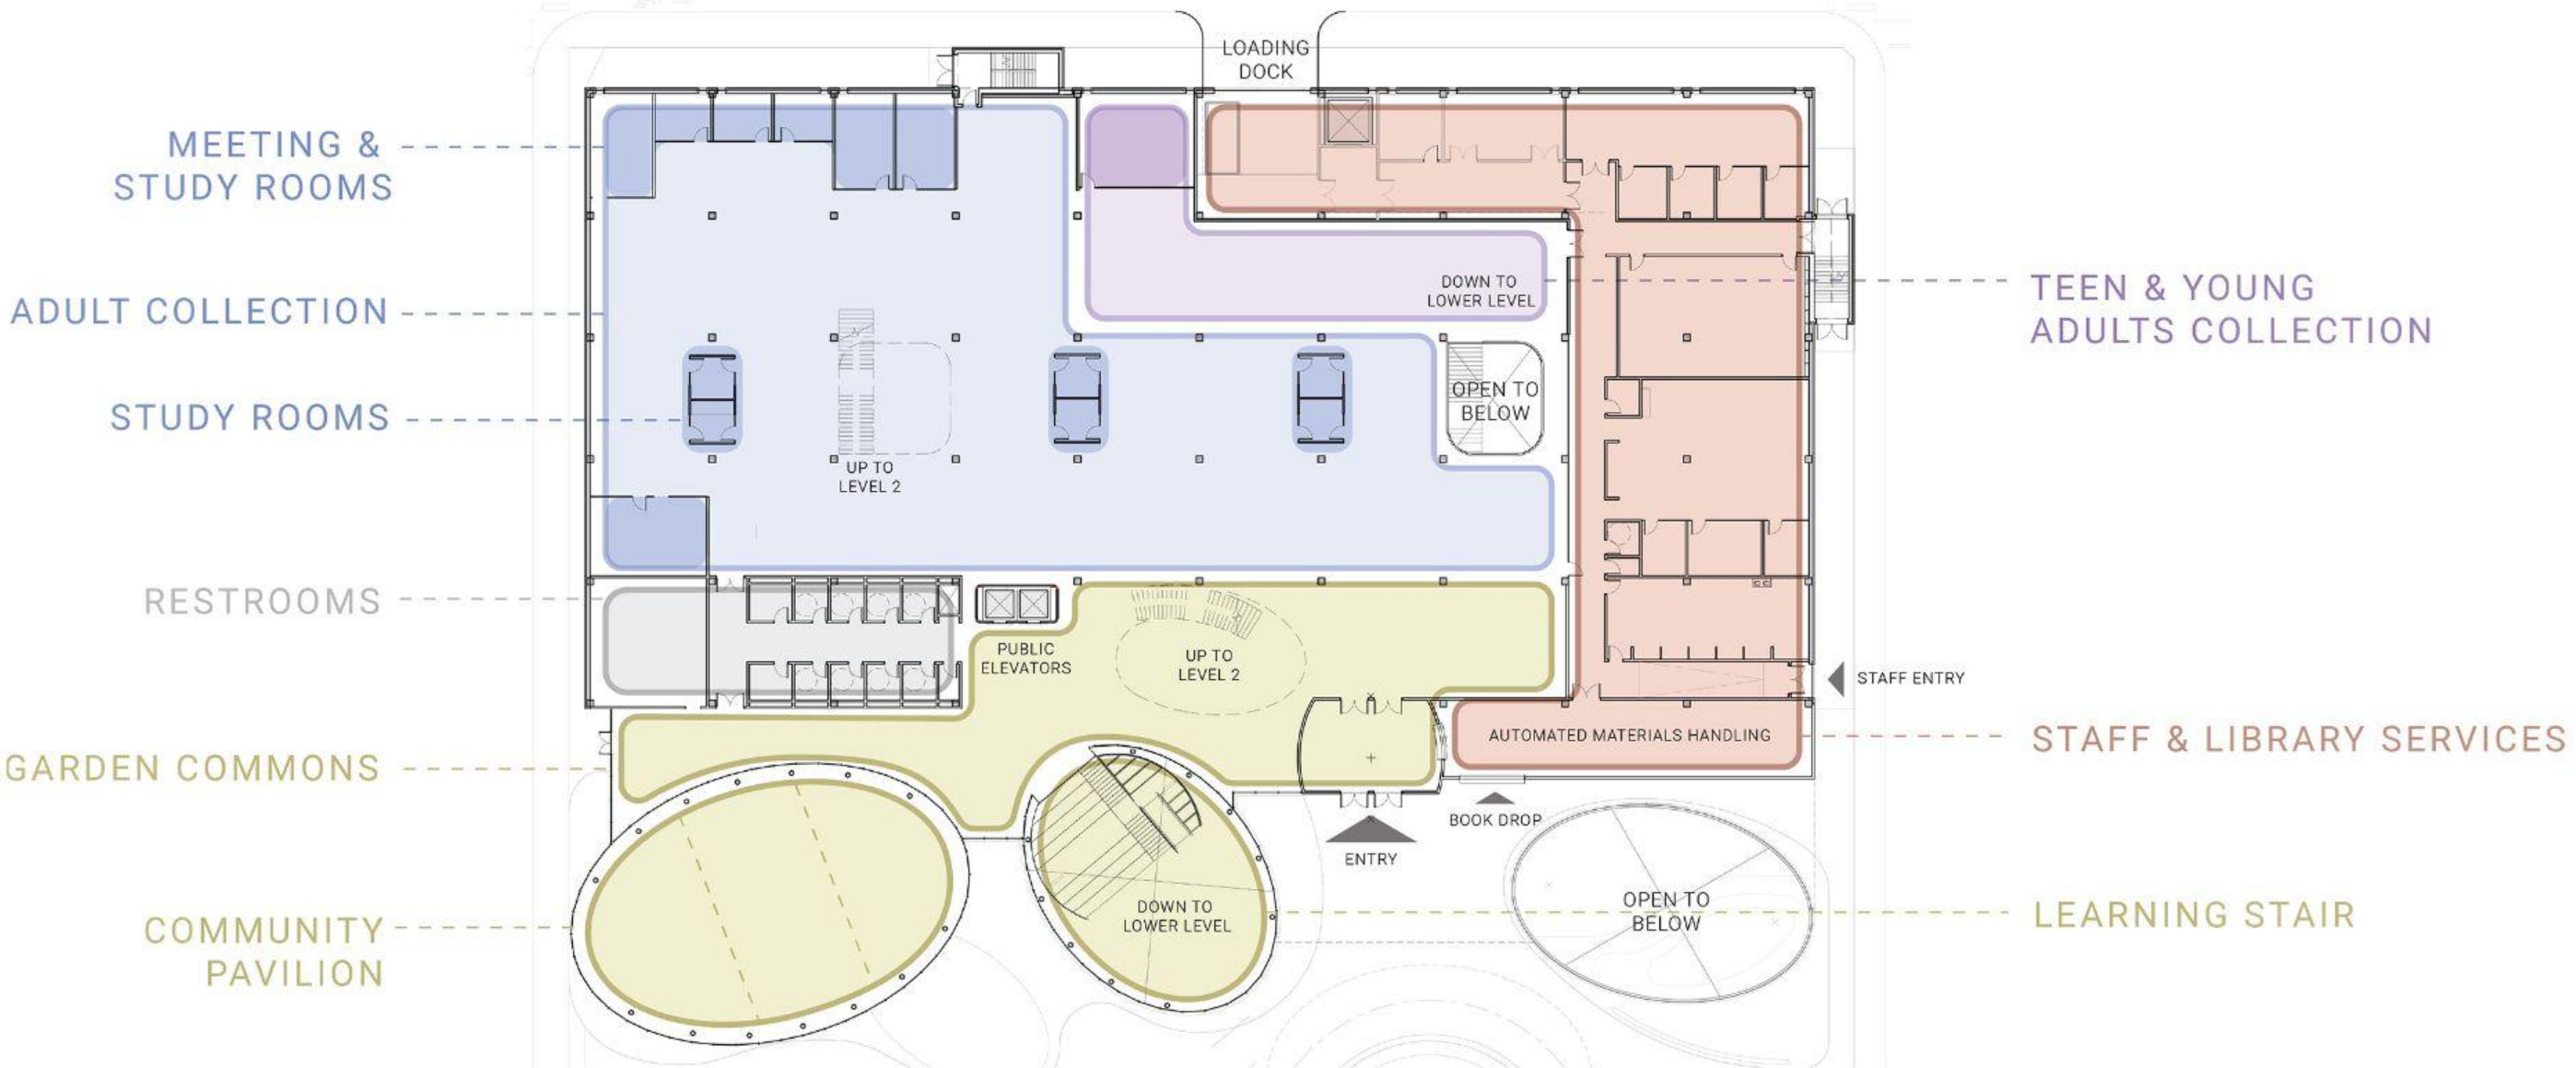 LOADING
DOCK
MEETING &
STUDY ROOMS
ADULT COLLECTION
STUDY ROOMS
RESTROOMS
GARDEN COMMONS
COMMUNITY
PAVILION
DOWN TO
LOWER LEVEL
OPEN TO
BELOW
UP TO
LEVEL 2
PUBLIC
ELEVATORS
UP TO
LEVEL 2
AUTOMATED MATERIALS HANDLING
BOOK DROP
ENTRY
DOWN TO
LOWER LEVEL
OPEN TO
BELOW
STAFF ENTRY
TEEN & YOUNG
ADULTS COLLECTION
STAFF & LIBRARY SERVICES
LEARNING STAIR